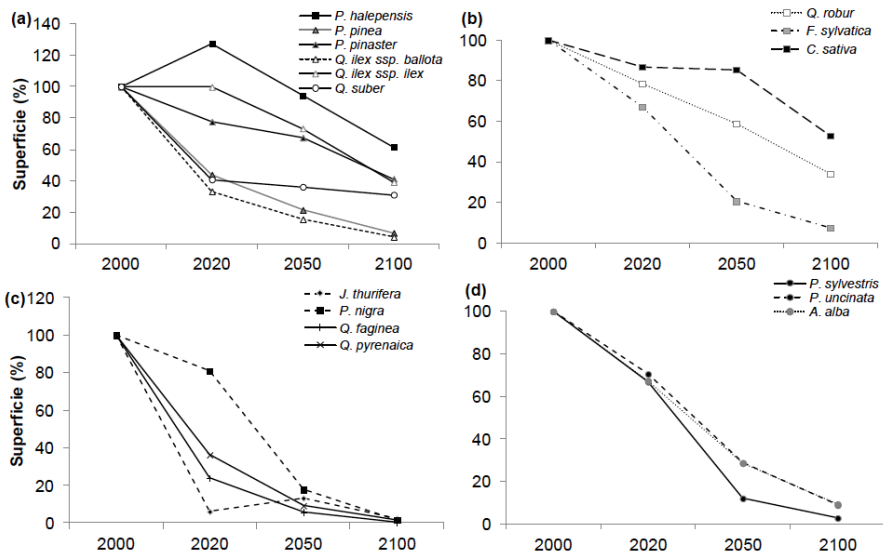 (a)
Superficie (%)
140
120
100
80
60
40
20
0
2000 2020 2050 2100
P. halepensis
P. pinea
P. pinaster
Q. ilex ssp. ballota
Q. ilex ssp. ilex
Q. suber
(b)
100
80
60
40
20
0
2000 2020 2050 2100
Q. robur
F. sylvatica
C. sativa
(c)
Superficie (%)
120
100
80
60
40
20
0
2000 2020 2050 2100
J. thurifera
P. nigra
Q. faginea
Q. pyrenaica
(d)
100
80
60
40
20
0
2000 2020 2050 2100
P. sylvestris
P. uncinata
A. alba